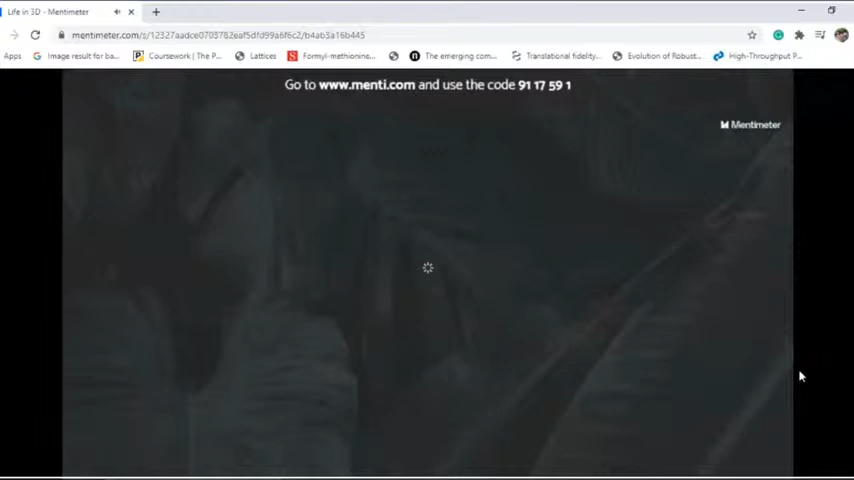 Life in 3D - Mentimeter
mentimeter.com/s/12327aadce0703782eaf5dfd99a6f6c2/b4ab3a16b445
Apps
Image result for ba...
Coursework | The P...
Lattices
Formyl-methionine...
The emerging com...
Translational fidelity...
Evolution of Robust...
High-Throughput P...
Go to www.menti.com and use the code 91 17 59 1
Mentimeter